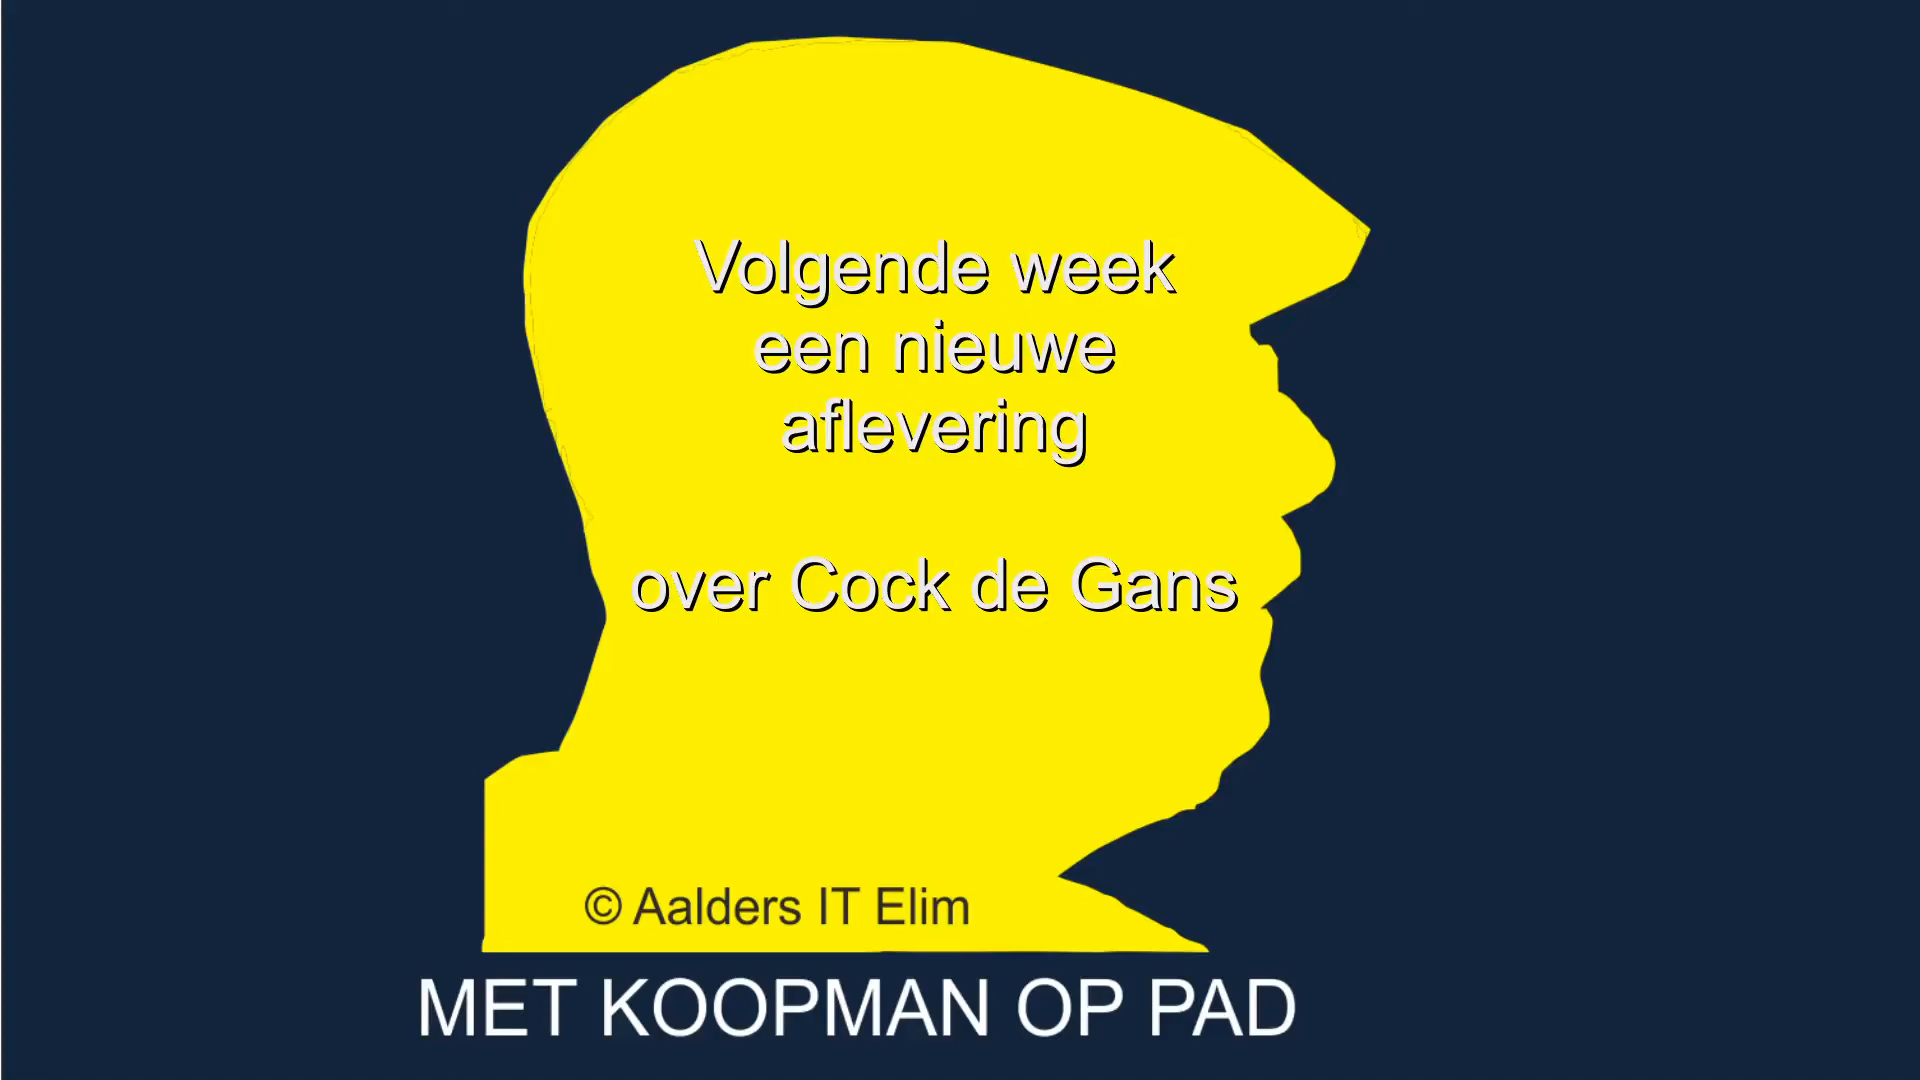 Volgende week
een nieuwe
aflevering
over Cock de Gans
© Aalders IT Elim
MET KOOPMAN OP PAD